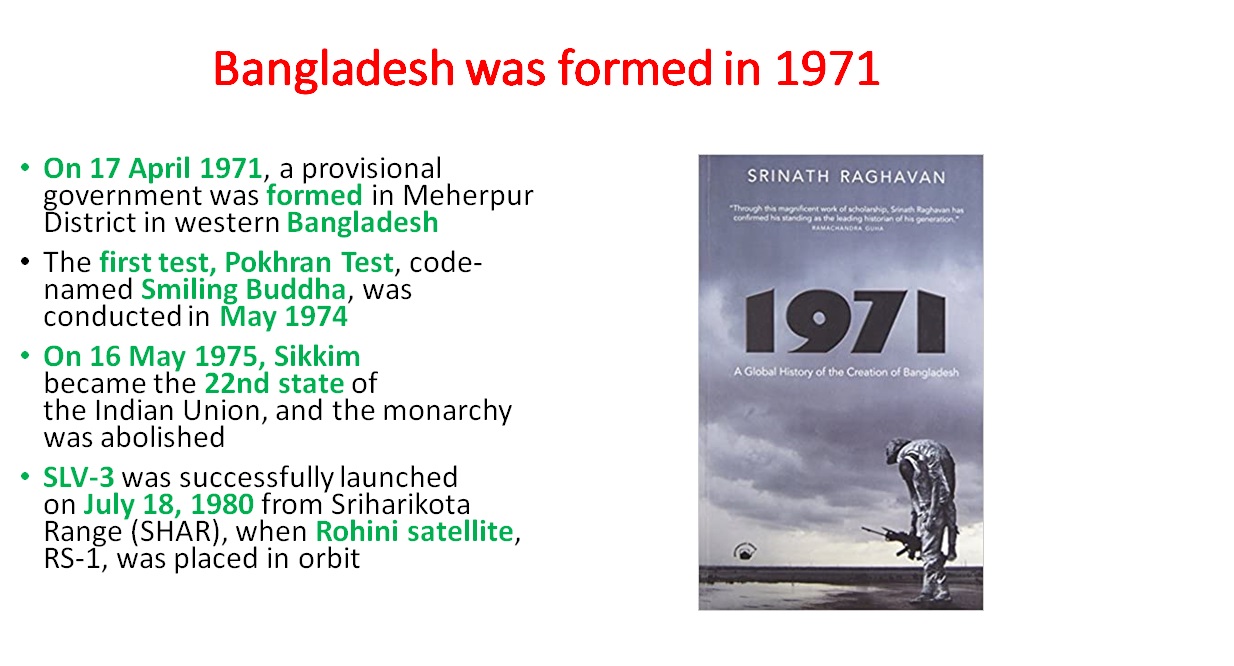 Bangladesh was formed in 1971
• On 17 April 1971, a provisional
government was formed in Meherpur
District in western Bangladesh
• The first test, Pokhran Test, code-
named Smiling Buddha, was
conducted in May 1974
• On 16 May 1975, Sikkim
became the 22nd state of
the Indian Union, and the monarchy
was abolished
• SLV-3 was successfully launched
on July 18, 1980 from Sriharikota
Range (SHAR), when Rohini satellite,
RS-1, was placed in orbit
SRINATH RAGHAVAN
"Through this magnificent work of scholarship, Srinath Raghavan has
confirmed his standing as the leading historian of his generation."
RAMACHANDRA GUHA
1971
A Global History of the Creation of Bangladesh